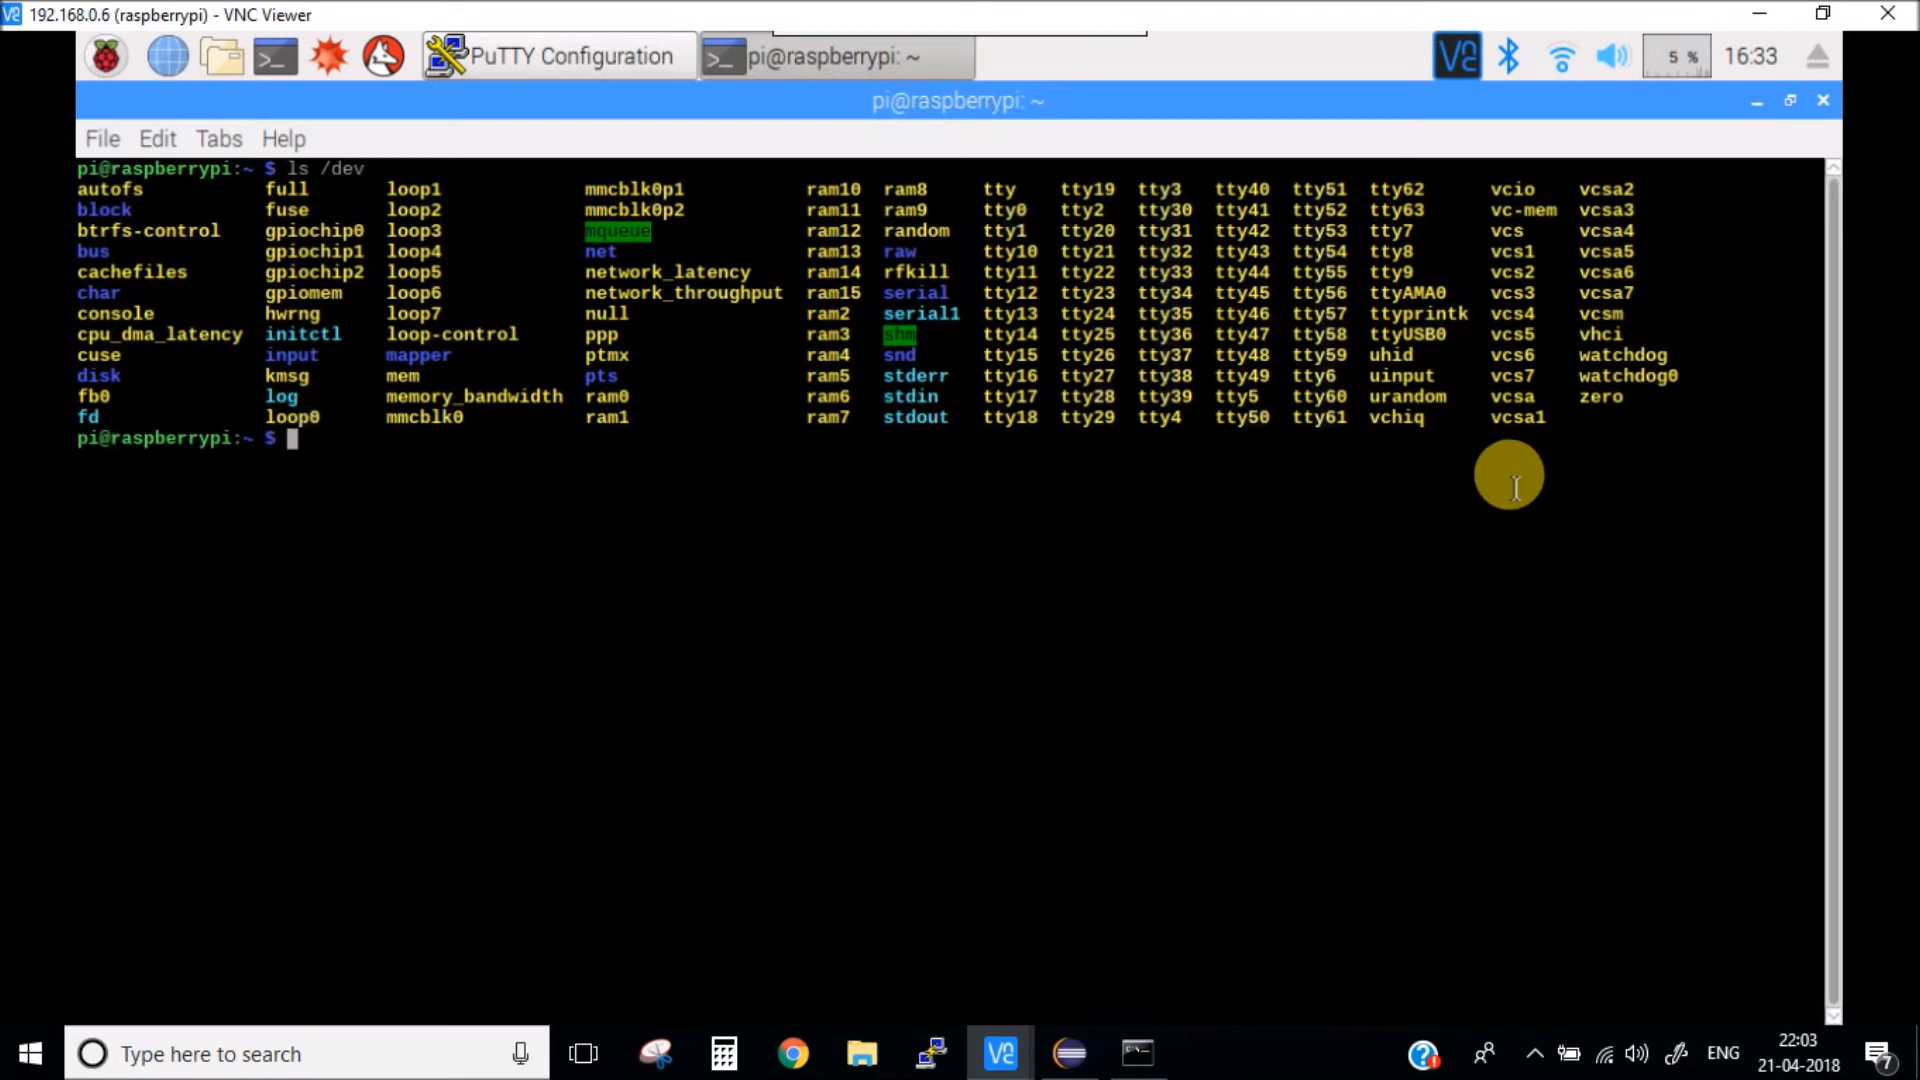 192.168.0.6 (raspberrypi) - VNC Viewer
PuTTY Configuration pi@raspberrypi: ~ 5 % 16:33
pi@raspberrypi: ~
File Edit Tabs Help
pi@raspberrypi:~ $ ls /dev
autofs full loop1 mmcblk0p1 ram10 ram8 tty tty19 tty3 tty40 tty51 tty62 vcio vcsa2
block fuse loop2 mmcblk0p2 ram11 ram9 tty0 tty2 tty30 tty41 tty52 tty63 vc-mem vcsa3
btrfs-control gpiochip0 loop3 mqueue ram12 random tty1 tty20 tty31 tty42 tty53 tty7 vcs vcsa4
bus gpiochip1 loop4 net ram13 raw tty10 tty21 tty32 tty43 tty54 tty8 vcs1 vcsa5
cachefiles gpiochip2 loop5 network_latency ram14 rfkill tty11 tty22 tty33 tty44 tty55 tty9 vcs2 vcsa6
char gpiomem loop6 network_throughput ram15 serial tty12 tty23 tty34 tty45 tty56 ttyAMA0 vcs3 vcsa7
console hwrng loop7 null ram2 serial1 tty13 tty24 tty35 tty46 tty57 ttyprintk vcs4 vcsm
cpu_dma_latency initctl loop-control ppp ram3 shm tty14 tty25 tty36 tty47 tty58 ttyUSB0 vcs5 vhci
cuse input mapper ptmx ram4 snd tty15 tty26 tty37 tty48 tty59 uhid vcs6 watchdog
disk kmsg mem pts ram5 stderr tty16 tty27 tty38 tty49 tty6 uinput vcs7 watchdog0
fb0 log memory_bandwidth ram0 ram6 stdin tty17 tty28 tty39 tty5 tty60 urandom vcsa zero
fd loop0 mmcblk0 ram1 ram7 stdout tty18 tty29 tty4 tty50 tty61 vchiq vcsa1
pi@raspberrypi:~ $
Type here to search ENG 22:03
21-04-2018 7